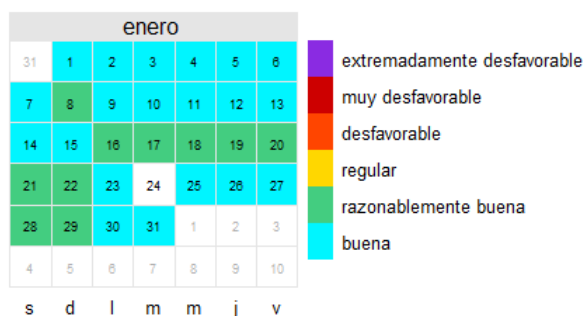 enero
31 1 2 3 4 5 6
7 8 9 10 11 12 13
14 15 16 17 18 19 20
21 22 23 24 25 26 27
28 29 30 31 1 2 3
4 5 6 7 8 9 10
s d l m m j v
extremadamente desfavorable
muy desfavorable
desfavorable
regular
razonablemente buena
buena